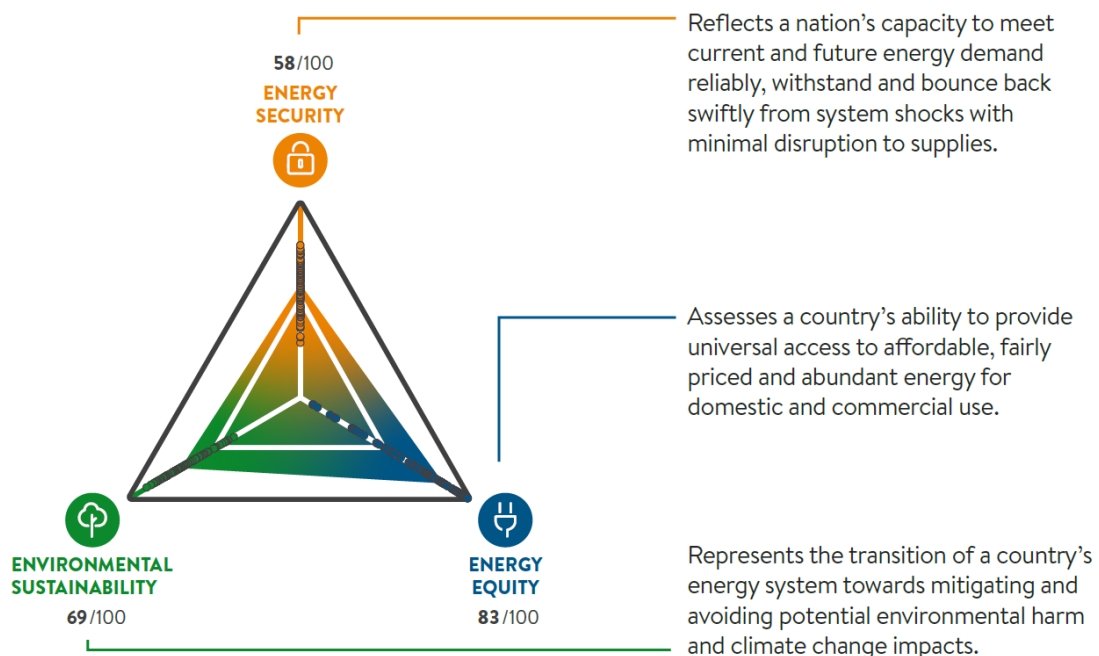 Reflects a nation’s capacity to meet
current and future energy demand
reliably, withstand and bounce back
swiftly from system shocks with
minimal disruption to supplies.
58/100
ENERGY
SECURITY
Assesses a country’s ability to provide
universal access to affordable, fairly
priced and abundant energy for
domestic and commercial use.
ENVIRONMENTAL
SUSTAINABILITY
69/100
ENERGY
EQUITY
83/100
Represents the transition of a country’s
energy system towards mitigating and
avoiding potential environmental harm
and climate change impacts.